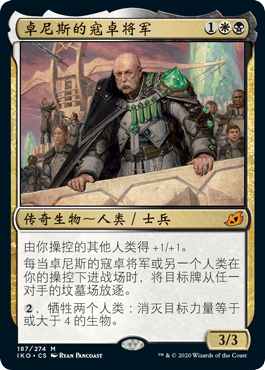 卓尼斯的寇卓将军 1
传奇生物～人类 / 士兵
由你操控的其他人类得 +1/+1。
每当卓尼斯的寇卓将军或另一个人类在
你的操控下进战场时，将目标牌从任一
对手的坟墓场放逐。
2，牺牲两个人类：消灭目标力量等于
或大于 4 的生物。
187/274 M
IKO • CS RYAN PANCOAST
3/3
™ & © 2020 Wizards of the Coast